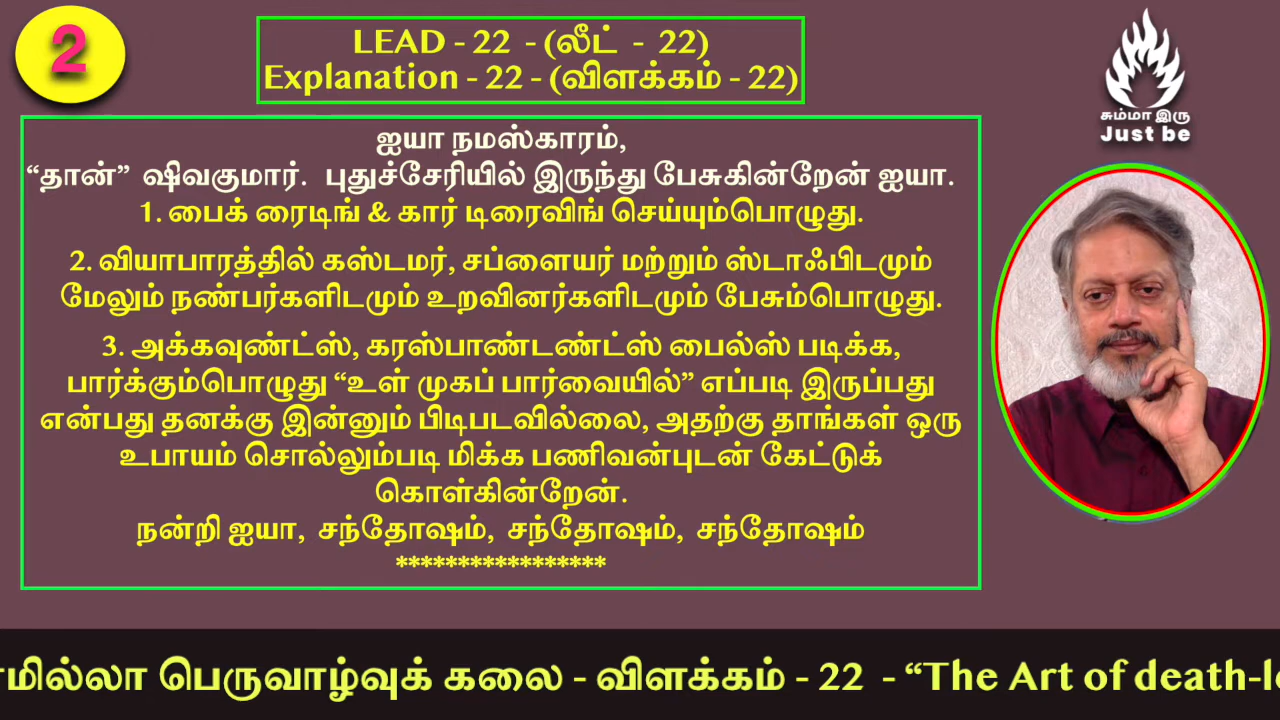 2
LEAD - 22 - (லீட் - 22)
Explanation - 22 - (விளக்கம் - 22)
சும்மா இரு
Just be
ஐயா நமஸ்காரம்,
“தான்” ஷிவகுமார். புதுச்சேரியில் இருந்து பேசுகின்றேன் ஐயா.
1. பைக் ரைடிங் & கார் டிரைவிங் செய்யும்பொழுது.
2. வியாபாரத்தில் கஸ்டமர், சப்ளையர் மற்றும் ஸ்டாஃபிடமும்
மேலும் நண்பர்களிடமும் உறவினர்களிடமும் பேசும்பொழுது.
3. அக்கவுண்ட்ஸ், கரஸ்பாண்டண்ட்ஸ் பைல்ஸ் படிக்க,
பார்க்கும்பொழுது “உள் முகப் பார்வையில்” எப்படி இருப்பது
என்பது தனக்கு இன்னும் பிடிபடவில்லை, அதற்கு தாங்கள் ஒரு
உபாயம் சொல்லும்படி மிக்க பணிவன்புடன் கேட்டுக்
கொள்கின்றேன்.
நன்றி ஐயா, சந்தோஷம், சந்தோஷம், சந்தோஷம்
*****************
மில்லா பெருவாழ்வுக் கலை - விளக்கம் - 22 - “The Art of death-l